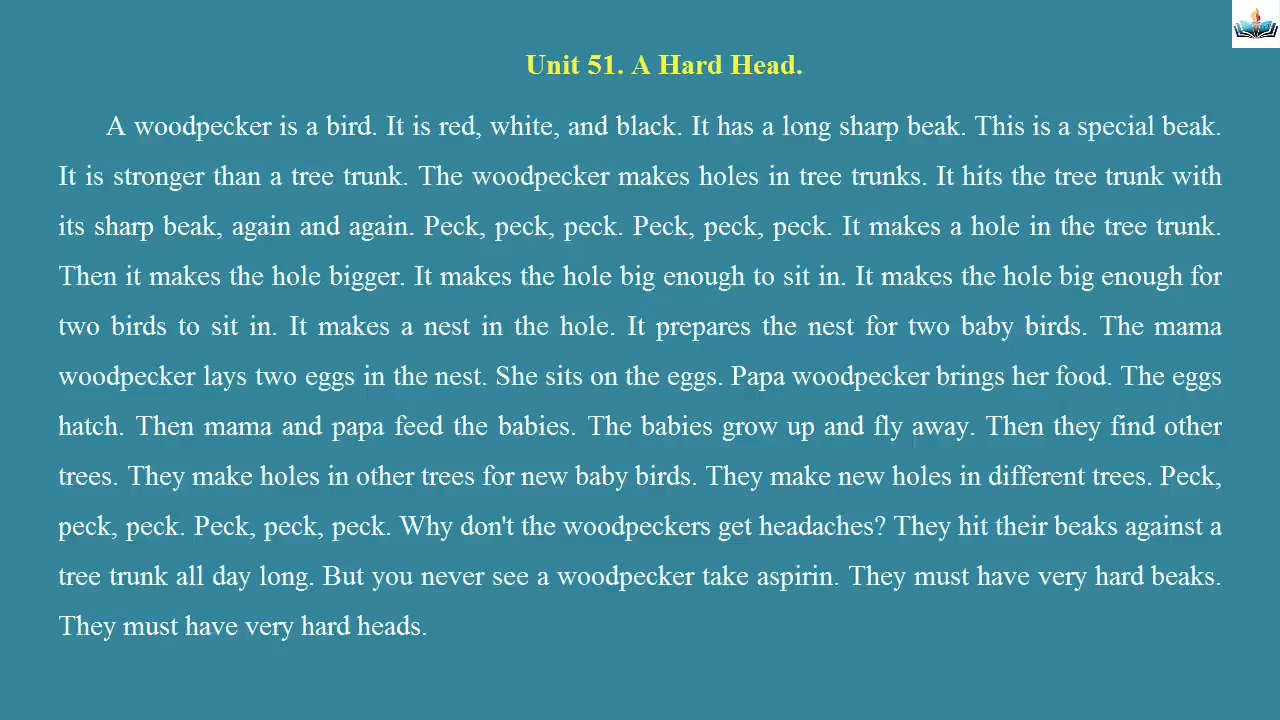 Unit 51. A Hard Head.
A woodpecker is a bird. It is red, white, and black. It has a long sharp beak. This is a special beak.
It is stronger than a tree trunk. The woodpecker makes holes in tree trunks. It hits the tree trunk with
its sharp beak, again and again. Peck, peck, peck. Peck, peck, peck. It makes a hole in the tree trunk.
Then it makes the hole bigger. It makes the hole big enough to sit in. It makes the hole big enough for
two birds to sit in. It makes a nest in the hole. It prepares the nest for two baby birds. The mama
woodpecker lays two eggs in the nest. She sits on the eggs. Papa woodpecker brings her food. The eggs
hatch. Then mama and papa feed the babies. The babies grow up and fly away. Then they find other
trees. They make holes in other trees for new baby birds. They make new holes in different trees. Peck,
peck, peck. Peck, peck, peck. Why don't the woodpeckers get headaches? They hit their beaks against a
tree trunk all day long. But you never see a woodpecker take aspirin. They must have very hard beaks.
They must have very hard heads.